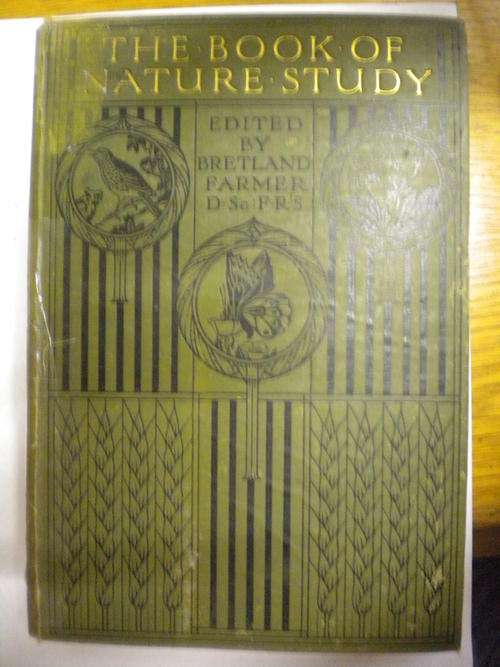 THE·BOOK·OF
NATURE·STUDY
EDITED
BY
BRETLAND
FARMER
D·Sc:F·R·S